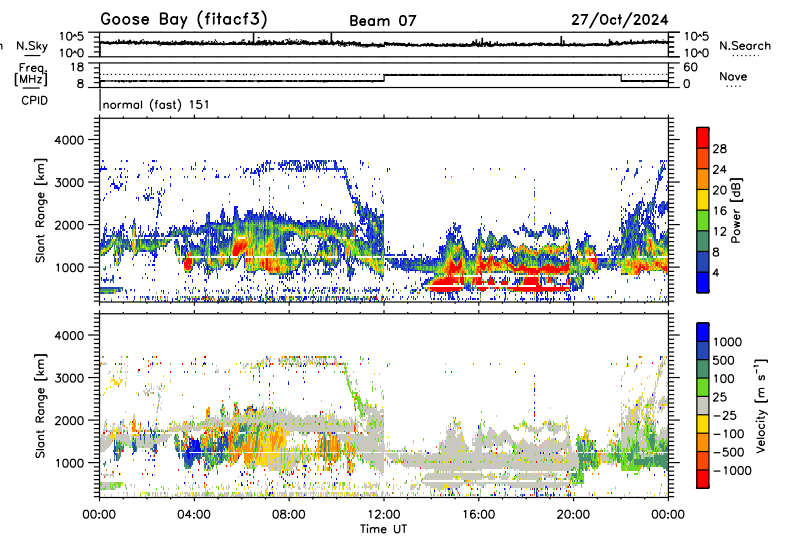 Goose Bay (fitacf3) Beam 07 27/Oct/2024
n N.Sky 10^5 10^0 10^5 10^0 N.Search
Freq. [MHz] 18 8 60 0 Nave
CPID normal (fast) 151
4000
3000
2000
1000
Slant Range [km]
28
24
20
16
12
8
4
Power [dB]
4000
3000
2000
1000
Slant Range [km]
1000
500
100
25
-25
-100
-500
-1000
Velocity [m s⁻¹]
00:00 04:00 08:00 12:00 16:00 20:00 00:00
Time UT